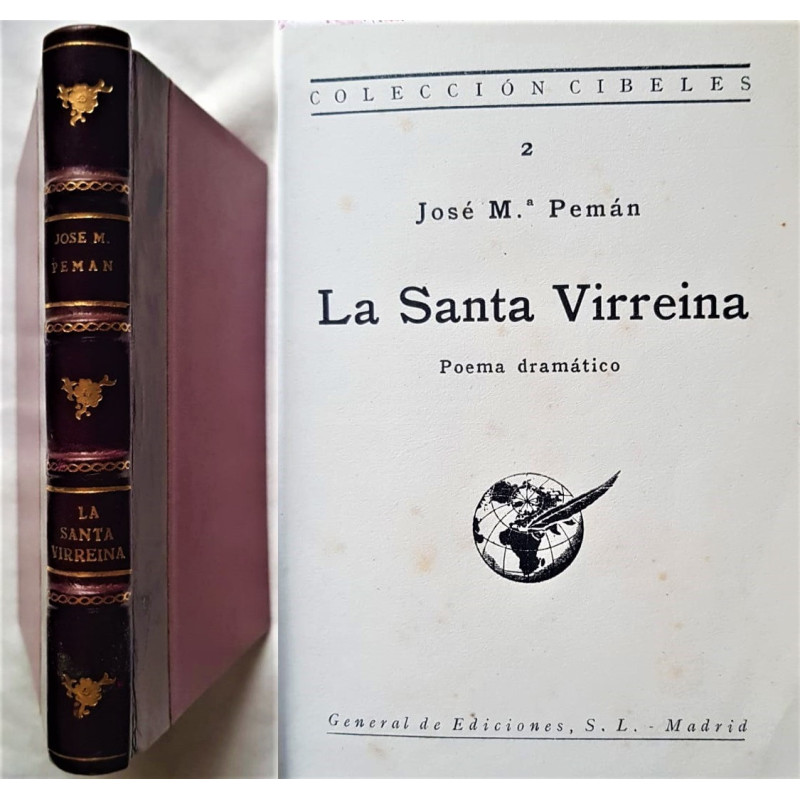 JOSE M.
PEMAN
LA
SANTA
VIRREINA
COLECCIÓN CIBELES
2
José M.ª Pemán
La Santa Virreina
Poema dramático
General de Ediciones, S. L. - Madrid